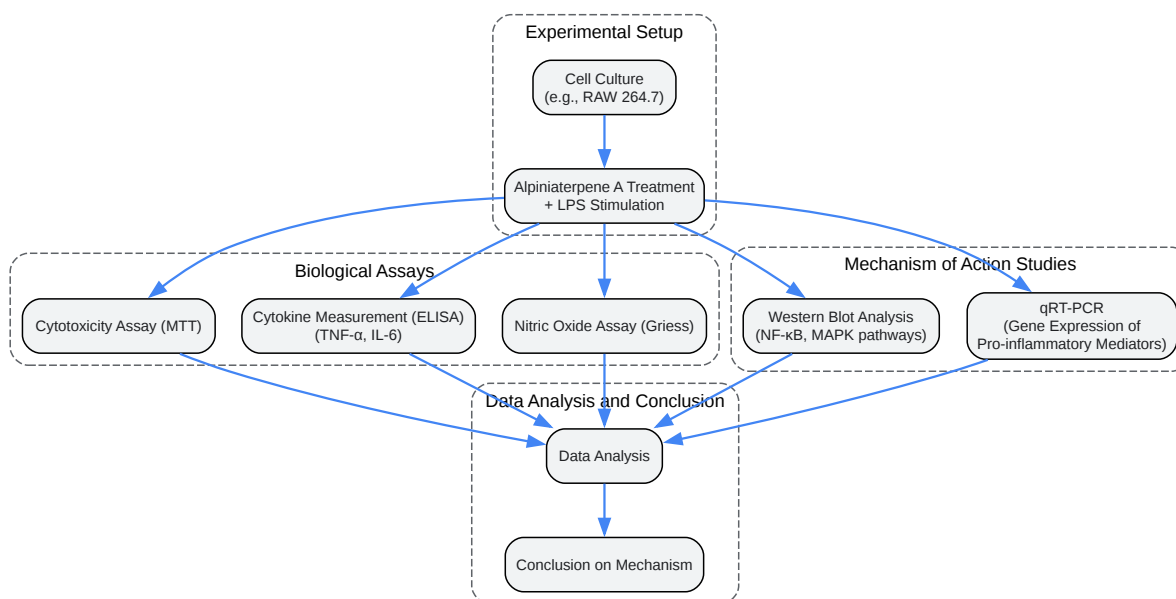 Experimental Setup
Cell Culture
(e.g., RAW 264.7)
Alpiniaterpene A Treatment
+ LPS Stimulation
Biological Assays
Mechanism of Action Studies
Cytotoxicity Assay (MTT)
Cytokine Measurement (ELISA)
(TNF-α, IL-6)
Nitric Oxide Assay (Griess)
Western Blot Analysis
(NF-κB, MAPK pathways)
qRT-PCR
(Gene Expression of
Pro-inflammatory Mediators)
Data Analysis and Conclusion
Data Analysis
Conclusion on Mechanism